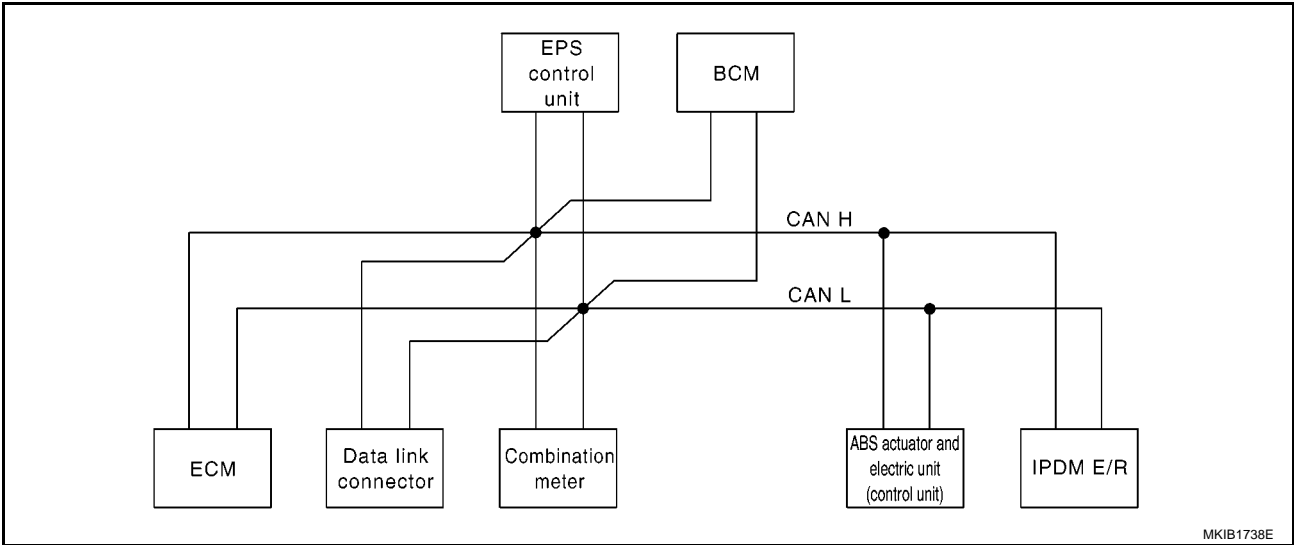 EPS
control
unit
BCM
CAN H
CAN L
ECM
Data link
connector
Combination
meter
ABS actuator and
electric unit
(control unit)
IPDM E/R
MKIB1738E